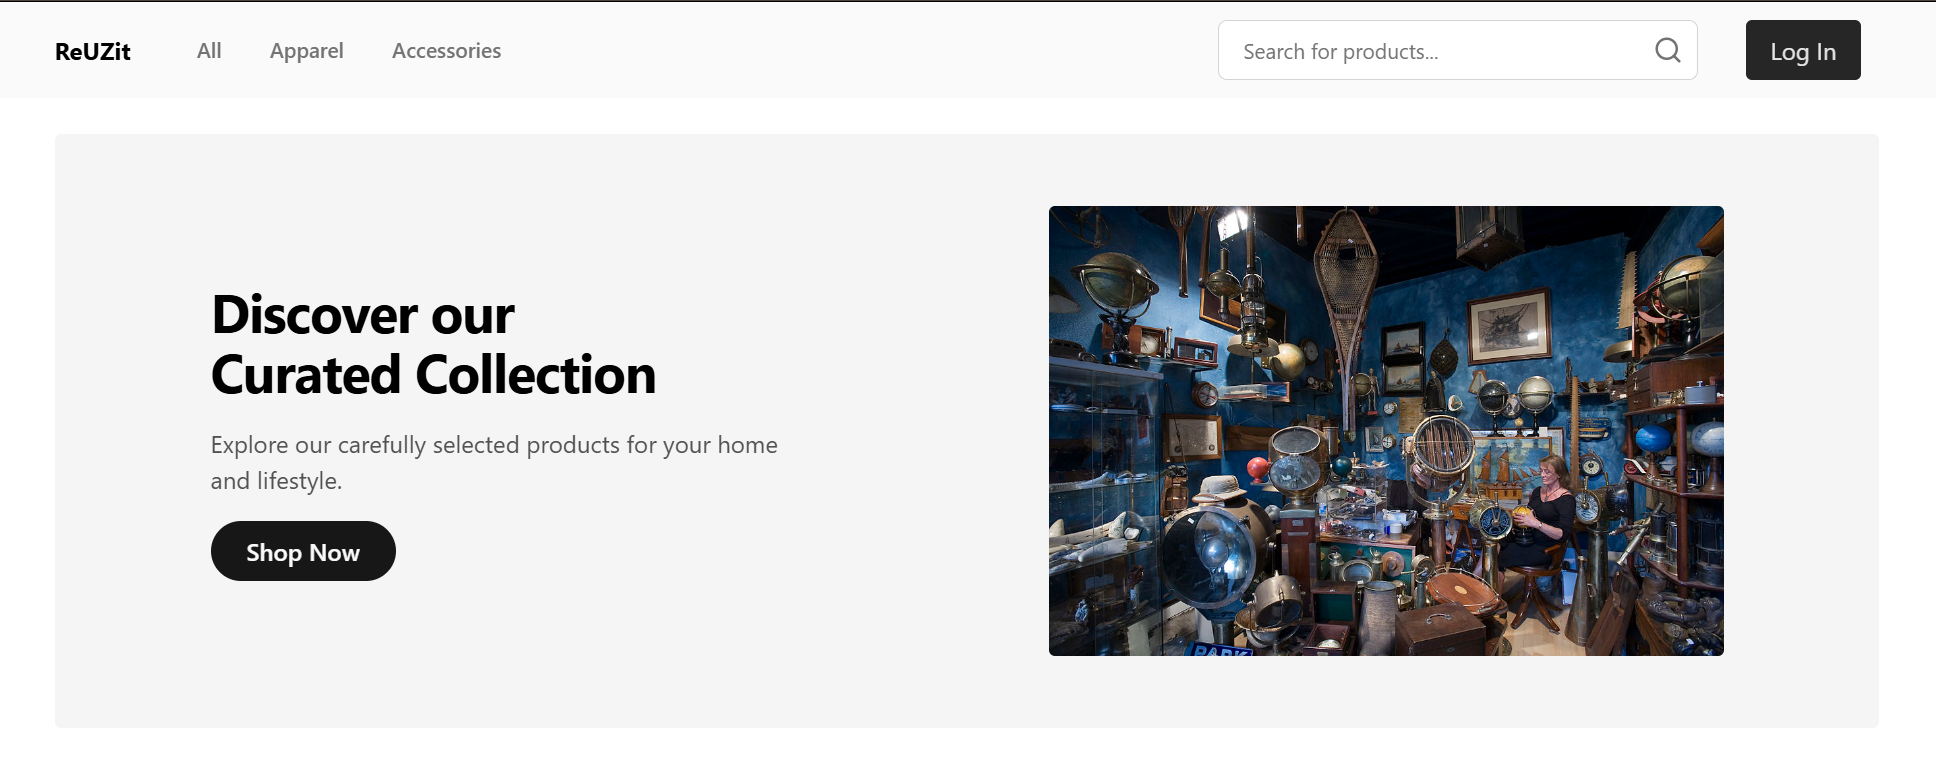 ReUZit
All
Apparel
Accessories
Search for products...
Log In
Discover our
Curated Collection
Explore our carefully selected products for your home
and lifestyle.
Shop Now
PARK